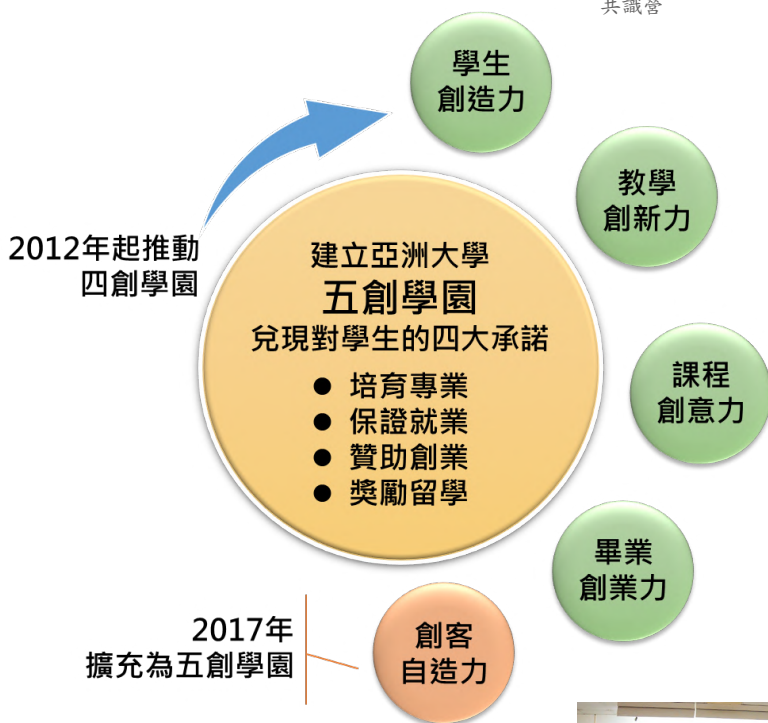 共識營
學生
創造力
教學
創新力
2012年起推動
四創學園
建立亞洲大學
五創學園
兌現對學生的四大承諾
● 培育專業
● 保證就業
● 贊助創業
● 獎勵留學
課程
創意力
畢業
創業力
2017年
擴充為五創學園
創客
自造力